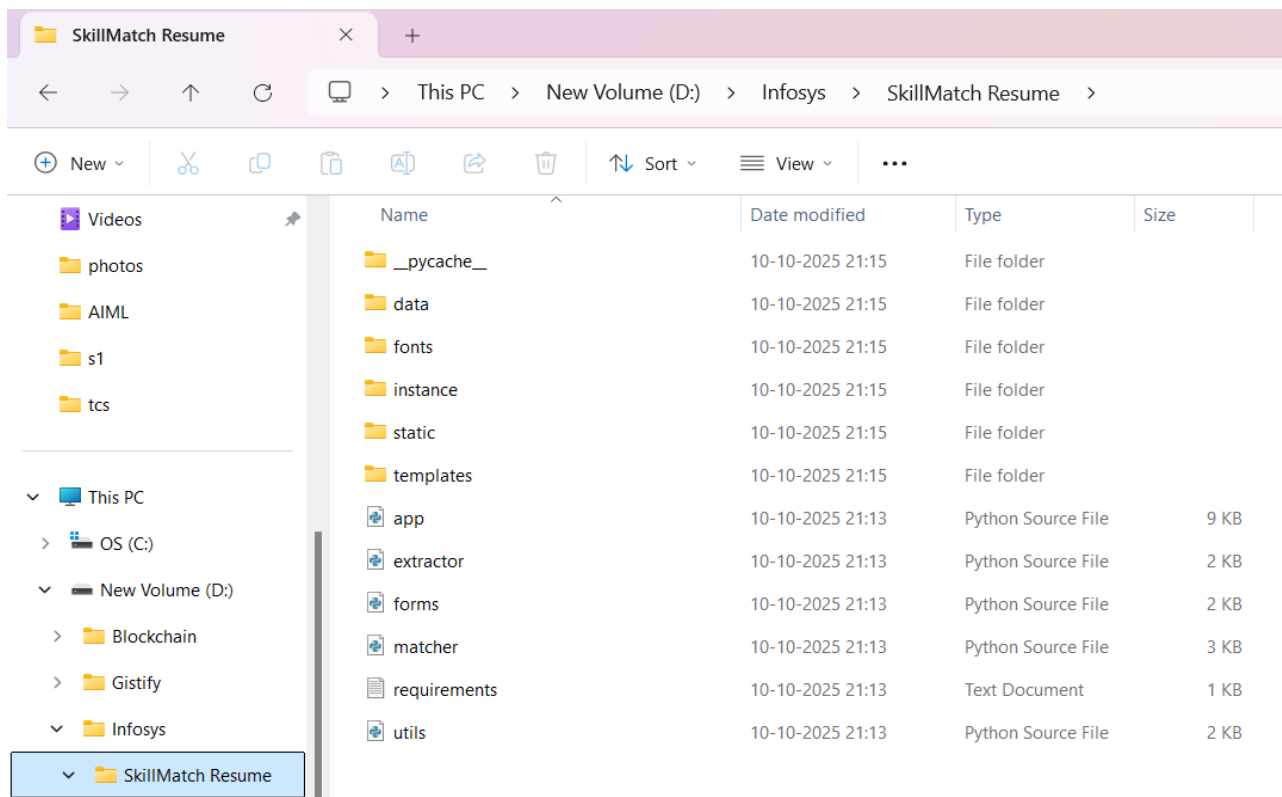 SkillMatch Resume
This PC > New Volume (D:) > Infosys > SkillMatch Resume >
New Sort View
Videos
photos
AIML
s1
tcs
This PC
OS (C:)
New Volume (D:)
Blockchain
Gistify
Infosys
SkillMatch Resume
Name Date modified Type Size
__pycache__ 10-10-2025 21:15 File folder
data 10-10-2025 21:15 File folder
fonts 10-10-2025 21:15 File folder
instance 10-10-2025 21:15 File folder
static 10-10-2025 21:15 File folder
templates 10-10-2025 21:15 File folder
app 10-10-2025 21:13 Python Source File 9 KB
extractor 10-10-2025 21:13 Python Source File 2 KB
forms 10-10-2025 21:13 Python Source File 2 KB
matcher 10-10-2025 21:13 Python Source File 3 KB
requirements 10-10-2025 21:13 Text Document 1 KB
utils 10-10-2025 21:13 Python Source File 2 KB